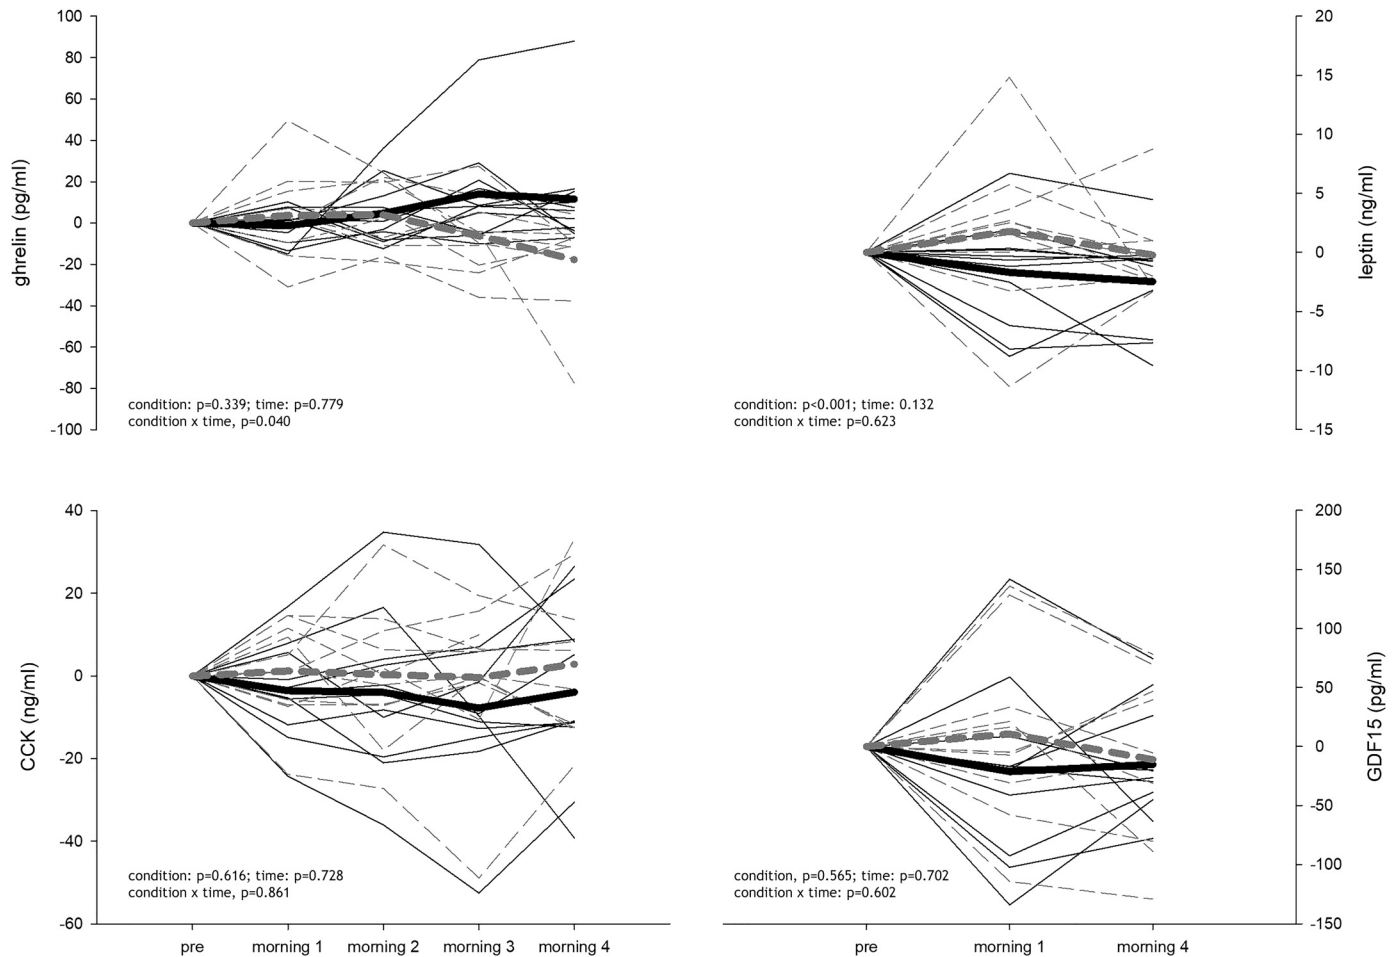 100
80
60
40
20
0
-20
-40
-60
-80
-100
ghrelin (pg/ml)
condition: p=0.339; time: p=0.779
condition x time, p=0.040
20
15
10
5
0
-5
-10
-15
leptin (ng/ml)
condition: p<0.001; time: 0.132
condition x time: p=0.623
40
20
0
-20
-40
-60
CCK (ng/ml)
condition: p=0.616; time: p=0.728
condition x time, p=0.861
pre morning 1 morning 2 morning 3 morning 4
200
150
100
50
0
-50
-100
-150
GDF15 (pg/ml)
condition, p=0.565; time: p=0.702
condition x time: p=0.602
pre morning 1 morning 4